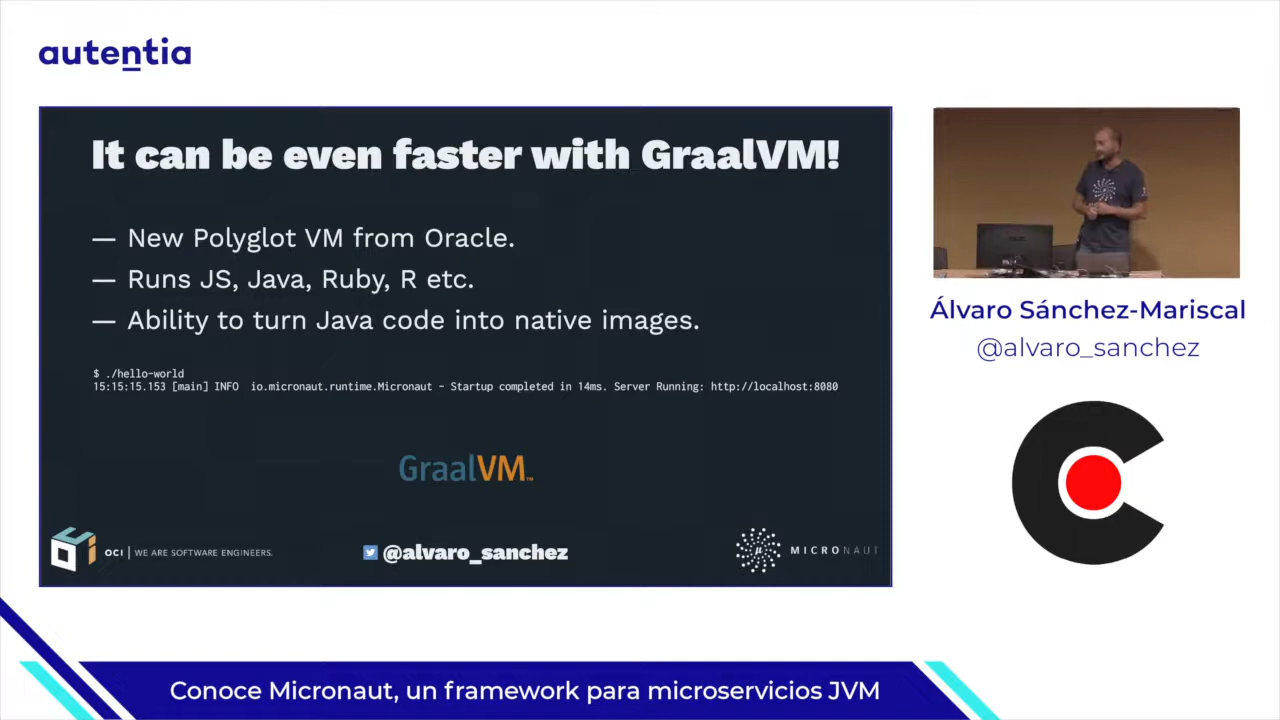 autentia
It can be even faster with GraalVM!
— New Polyglot VM from Oracle.
— Runs JS, Java, Ruby, R etc.
— Ability to turn Java code into native images.
$ ./hello-world
15:15:15.153 [main] INFO  io.micronaut.runtime.Micronaut - Startup completed in 14ms. Server Running: http://localhost:8080
GraalVM™
OCI | WE ARE SOFTWARE ENGINEERS.
@alvaro_sanchez
μ MICRONAUT
Álvaro Sánchez-Mariscal
@alvaro_sanchez
Conoce Micronaut, un framework para microservicios JVM